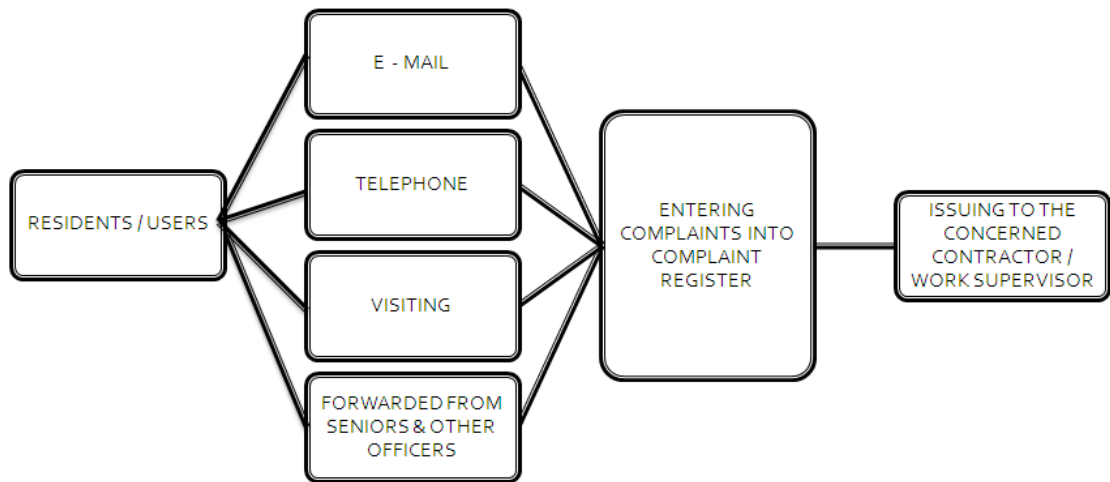 RESIDENTS / USERS
E - MAIL
TELEPHONE
VISITING
FORWARDED FROM
SENIORS & OTHER
OFFICERS
ENTERING
COMPLAINTS INTO
COMPLAINT
REGISTER
ISSUING TO THE
CONCERNED
CONTRACTOR /
WORK SUPERVISOR